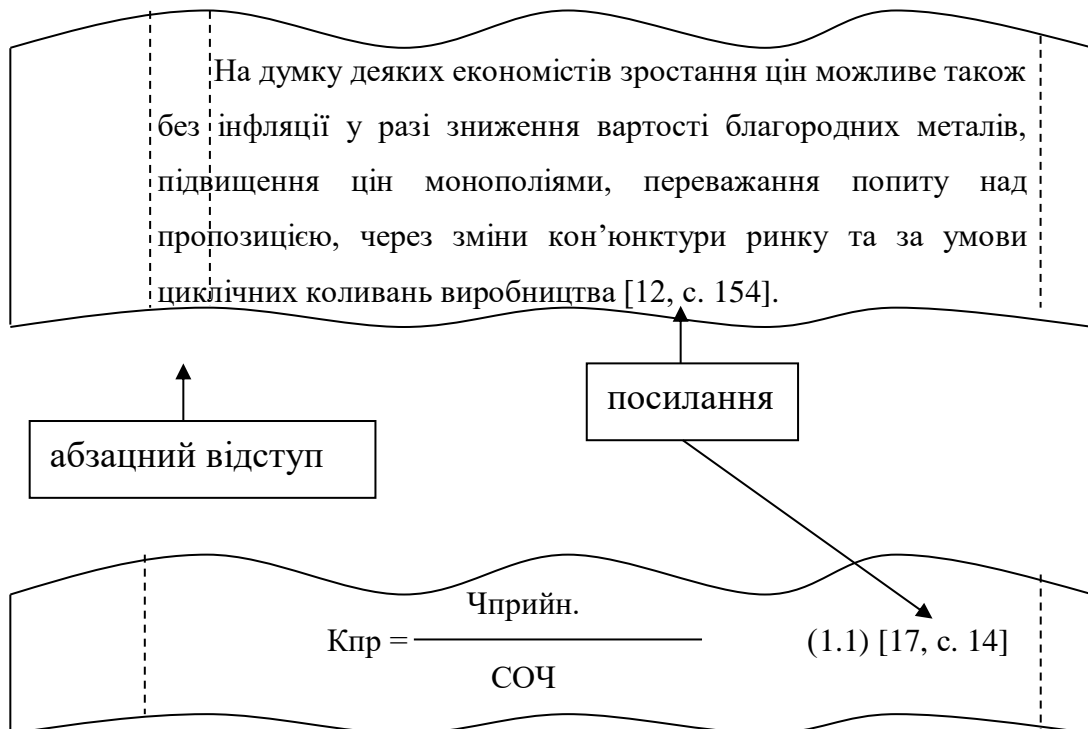 На думку деяких економістів зростання цін можливе також
без інфляції у разі зниження вартості благородних металів,
підвищення цін монополіями, переважання попиту над
пропозицією, через зміни кон’юнктури ринку та за умови
циклічних коливань виробництва [12, с. 154].
посилання
абзацний відступ
Чприйн.
Кпр = (1.1) [17, с. 14]
СОЧ